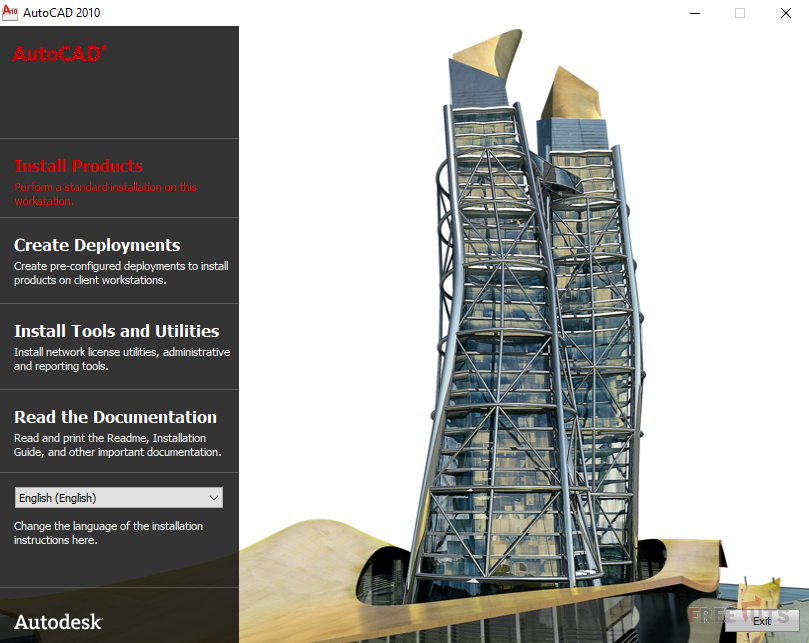 AutoCAD 2010
AutoCAD®
Install Products
Perform a standard installation on this
workstation.
Create Deployments
Create pre-configured deployments to install
products on client workstations.
Install Tools and Utilities
Install network license utilities, administrative
and reporting tools.
Read the Documentation
Read and print the Readme, Installation
Guide, and other important documentation.
English (English)
Change the language of the installation
instructions here.
Autodesk
FREE TUTS
Exit